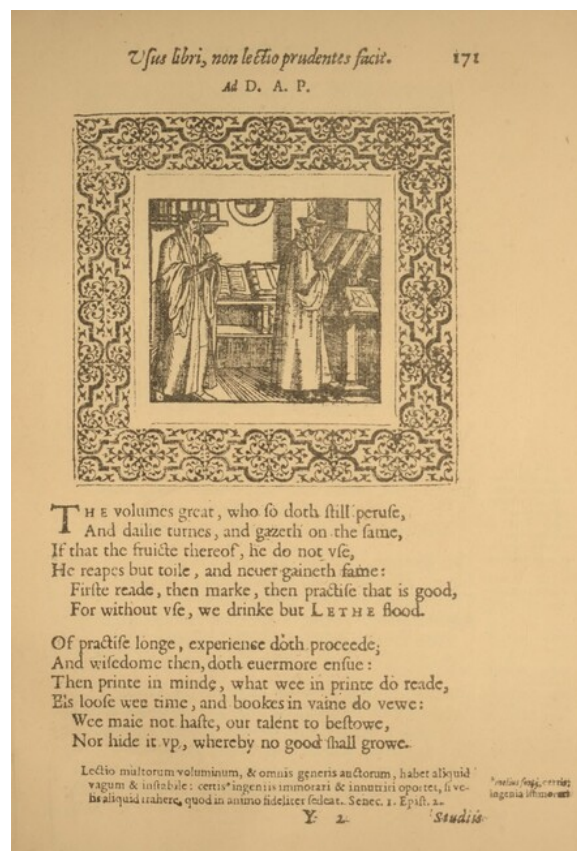 Vſus libri, non lectio prudentes facit. 171
Ad D. A. P.
THE volumes great, who ſo doth ſtill peruſe,
And dailie turnes, and gazeth on the ſame,
If that the fruicte thereof, he do not vſe,
He reapes but toile, and neuer gaineth fame:
Firſte reade, then marke, then practiſe that is good,
For without vſe, we drinke but LETHE flood.
Of practiſe longe, experience doth proceede;
And wiſedome then, doth euermore enſue:
Then printe in minde, what wee in printe do reade,
Els looſe wee time, and bookes in vaine do vewe:
Wee maie not haſte, our talent to beſtowe,
Nor hide it vp, whereby no good ſhall growe.
Lectio multorum voluminum, & omnis generis auctorum, habet aliquid
vagum & inſtabile: certis* ingeniis immorari & innutriri oportet, ſi ve-
lis aliquid trahere, quod in animo fideliter ſedeat. Senec. 1. Epiſt. 2.
ingenia
Y 2 Studiis